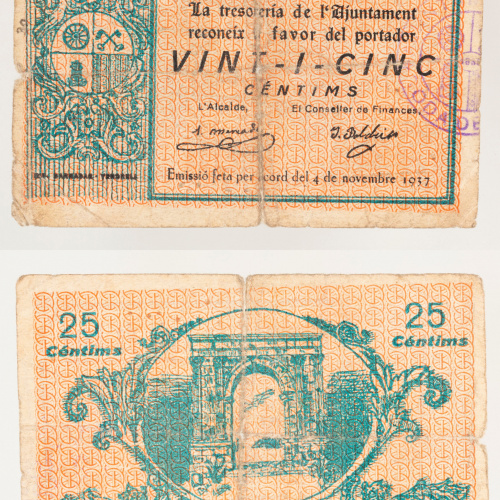 La tresoreria de l'Ajuntament
reconeix a favor del portador
VINT-I-CINC
CÈNTIMS
L'Alcalde,
El Conseller de Finances,
Emissió feta per acord del 4 de novembre 1937
25
Cèntims
25
Cèntims